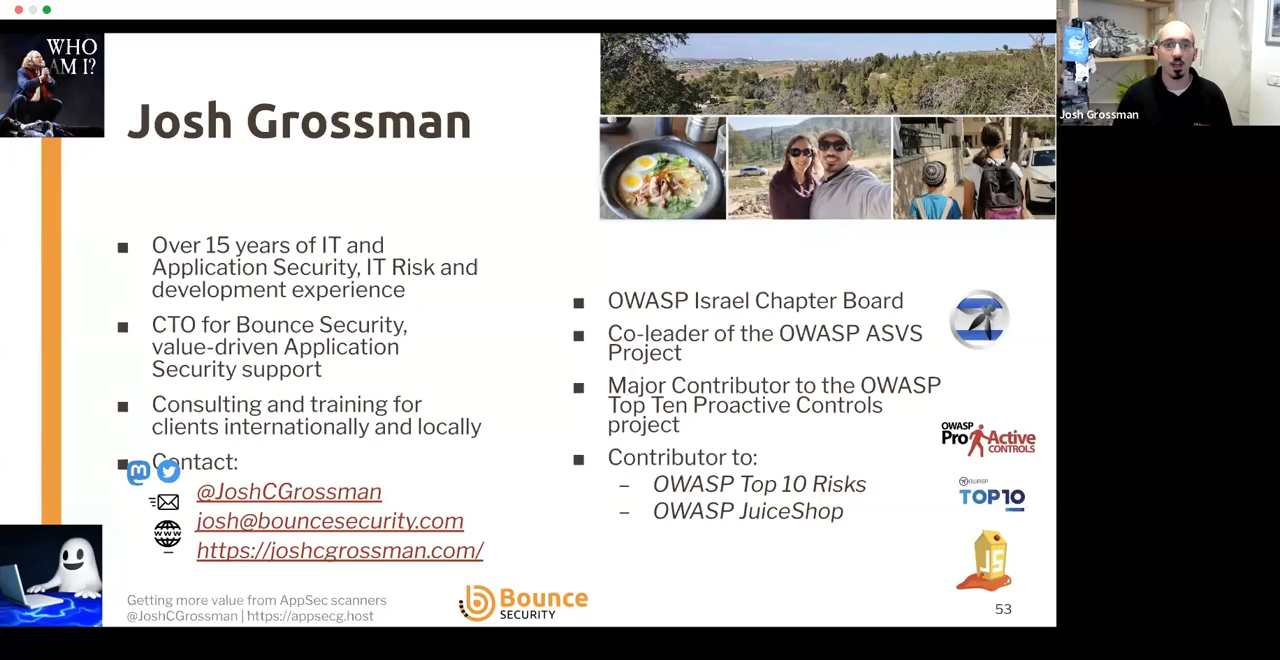 WHO
AM I?
Josh Grossman
Josh Grossman
Over 15 years of IT and
Application Security, IT Risk and
development experience
CTO for Bounce Security,
value-driven Application
Security support
Consulting and training for
clients internationally and locally
Contact:
@JoshCGrossman
josh@bouncesecurity.com
https://joshcgrossman.com/
OWASP Israel Chapter Board
Co-leader of the OWASP ASVS
Project
Major Contributor to the OWASP
Top Ten Proactive Controls
project
Contributor to:
– OWASP Top 10 Risks
– OWASP JuiceShop
OWASP
ProActive
CONTROLS
OWASP
TOP10
JS
WWW
Getting more value from AppSec scanners
@JoshCGrossman | https://appsecg.host
Bounce
SECURITY
53